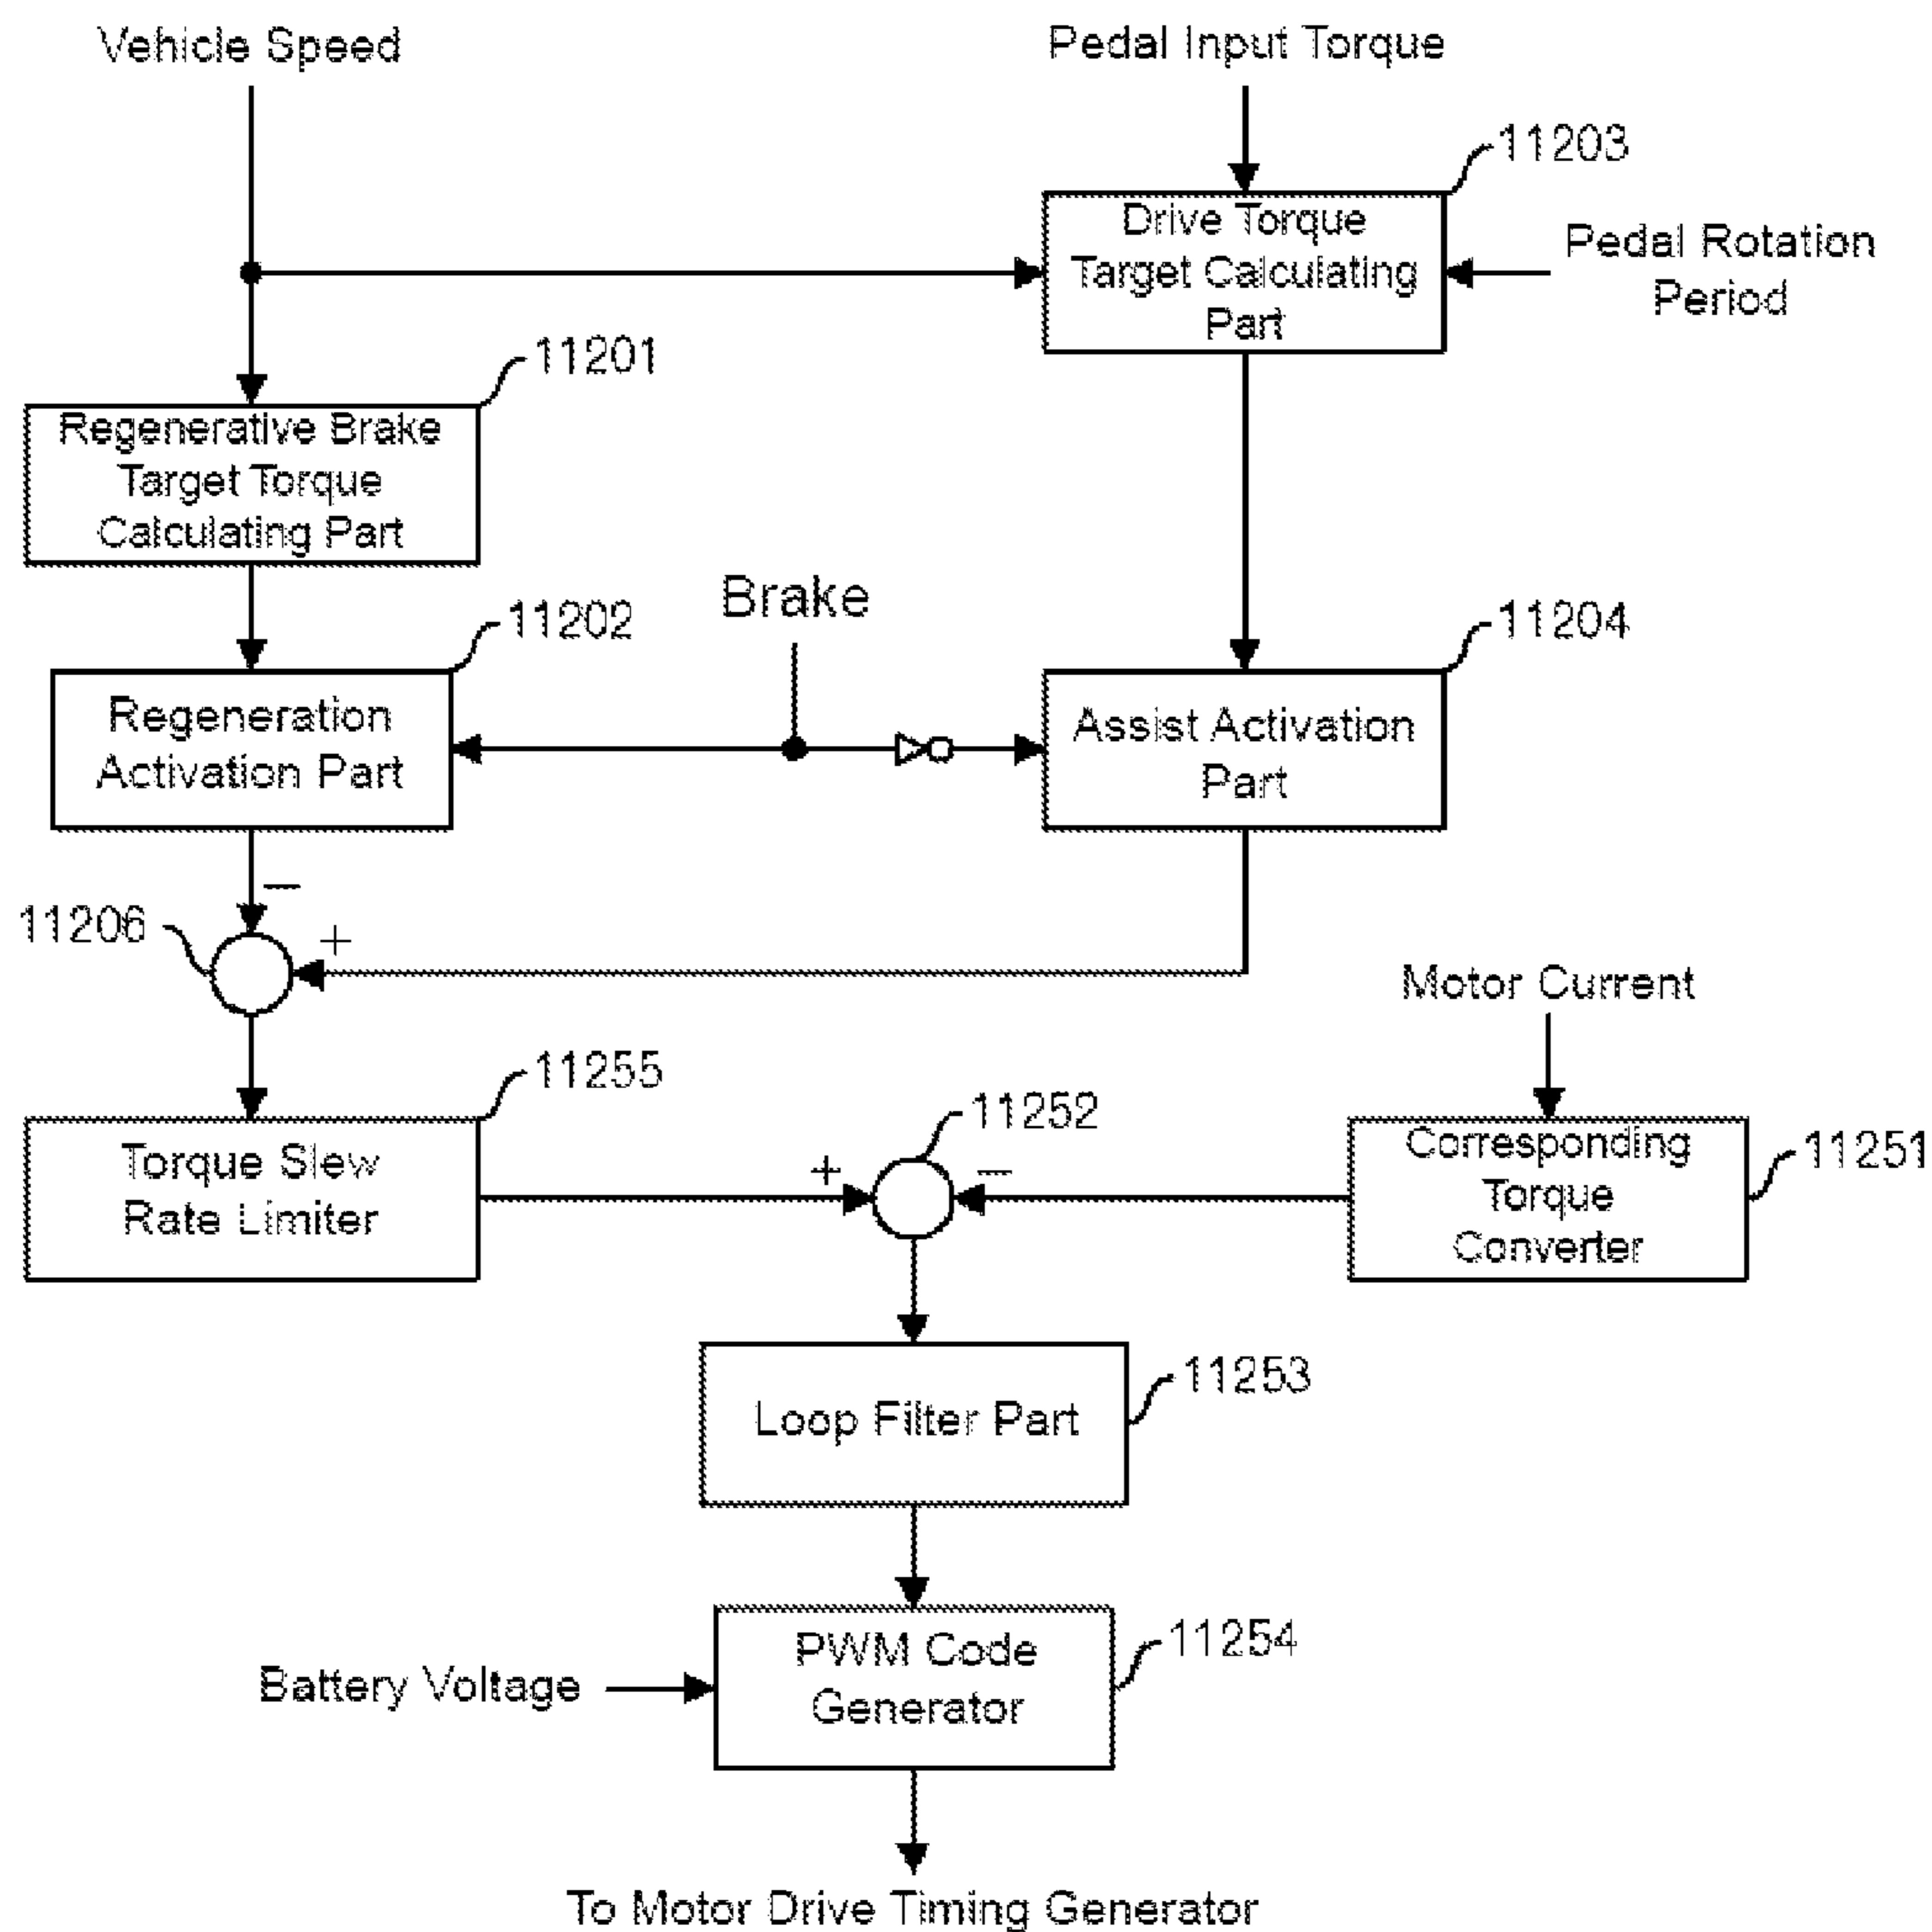 Vehicle Speed
Pedal Input Torque
11203
Drive Torque
Target Calculating
Part
Pedal Rotation
Period
11201
Regenerative Brake
Target Torque
Calculating Part
Brake
11202
11204
Regeneration
Activation Part
Assist Activation
Part
−
11206
+
Motor Current
11255
11252
Torque Slew
Rate Limiter
+
−
Corresponding
Torque
Converter
11251
11253
Loop Filter Part
11254
PWM Code
Generator
Battery Voltage
To Motor Drive Timing Generator